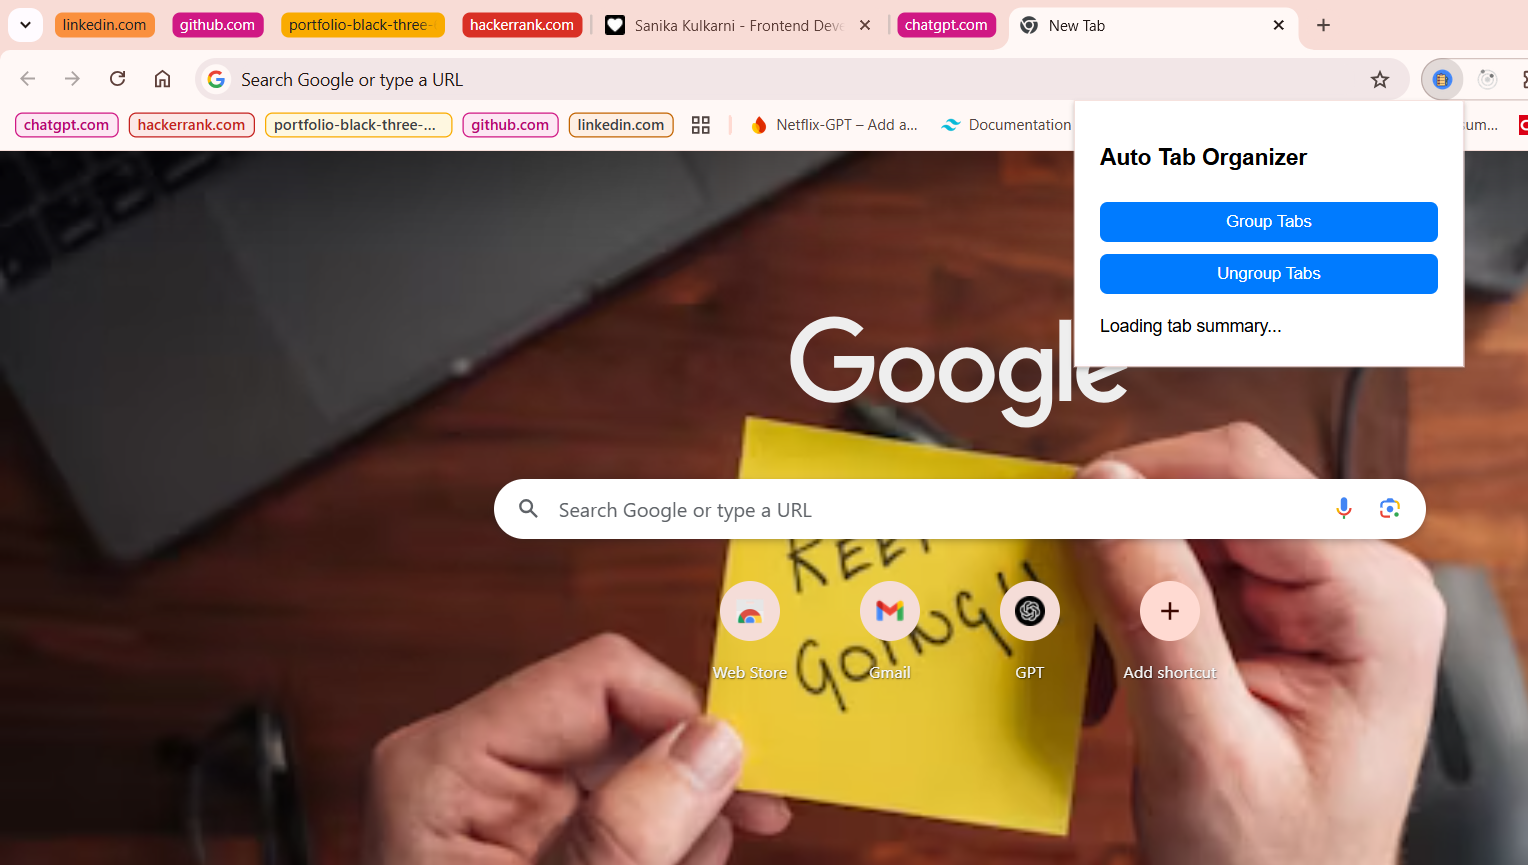 linkedin.com
github.com
portfolio-black-three-
hackerrank.com
Sanika Kulkarni - Frontend Deve
chatgpt.com
New Tab
Search Google or type a URL
chatgpt.com
hackerrank.com
portfolio-black-three-...
github.com
linkedin.com
Netflix-GPT – Add a...
Documentation
um...
Auto Tab Organizer
Group Tabs
Ungroup Tabs
Loading tab summary...
Google
Search Google or type a URL
KEEP
GOING!!
Web Store
Gmail
GPT
Add shortcut